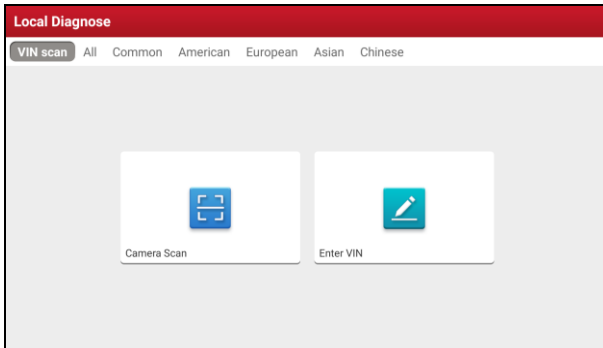 Local Diagnose
VIN scan All Common American European Asian Chinese
Camera Scan Enter VIN